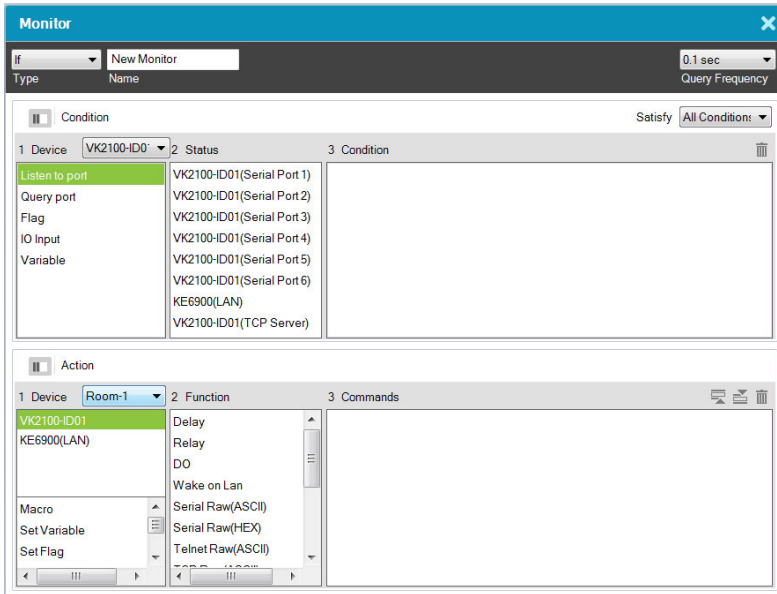 Monitor
If New Monitor 0.1 sec
Type Name Query Frequency
Condition Satisfy All Condition:
1 Device VK2100-ID0 2 Status 3 Condition
Listen to port VK2100-ID01(Serial Port 1)
Query port VK2100-ID01(Serial Port 2)
Flag VK2100-ID01(Serial Port 3)
IO Input VK2100-ID01(Serial Port 4)
Variable VK2100-ID01(Serial Port 5)
VK2100-ID01(Serial Port 6)
KE6900(LAN)
VK2100-ID01(TCP Server)
Action
1 Device Room-1 2 Function 3 Commands
VK2100-ID01 Delay
KE6900(LAN) Relay
DO
Wake on Lan
Macro Serial Raw(ASCII)
Set Variable Serial Raw(HEX)
Set Flag Telnet Raw(ASCII)